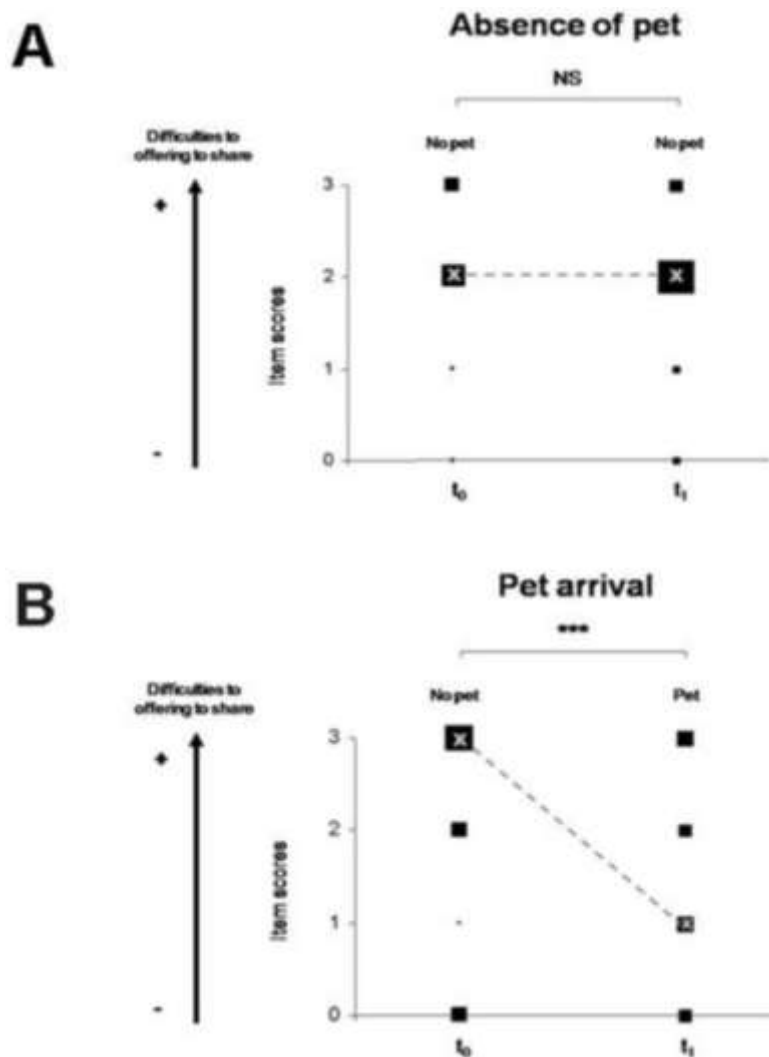 A
Absence of pet
NS
Difficulties to
offering to share
No pet
No pet
+
3
2
Item scores
1
-
0
t0
t1
B
Pet arrival
***
Difficulties to
offering to share
No pet
Pet
+
3
2
Item scores
1
-
0
t0
t1